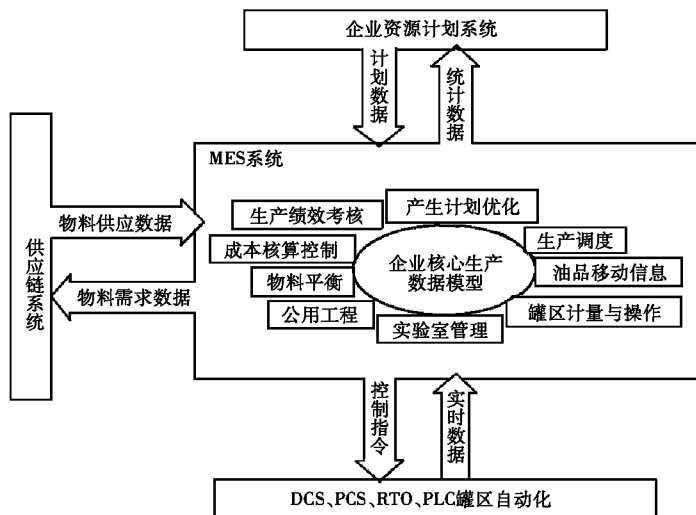 企业资源计划系统
计划数据
统计数据
MES系统
物料供应数据
供应链系统
物料需求数据
生产绩效考核
产生计划优化
成本核算控制
生产调度
企业核心生产
数据模型
油品移动信息
物料平衡
公用工程
罐区计量与操作
实验室管理
控制指令
实时数据
DCS、PCS、RTO、PLC罐区自动化